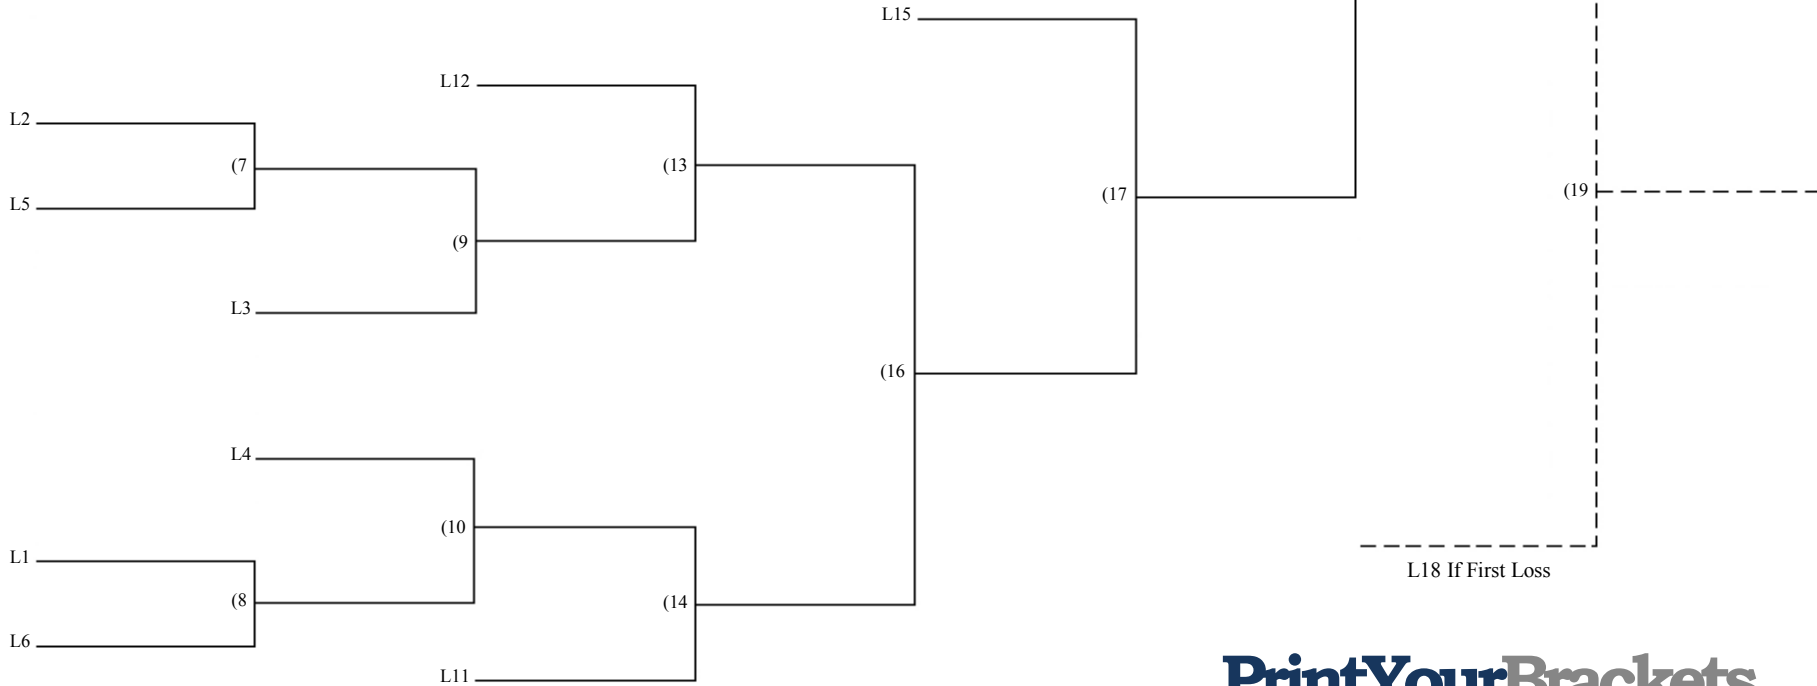 L15
L12
L2
(7
(13
(17
(19
L5
(9
L3
(16
L4
(10
L1
(8
(14
L18 If First Loss
L6
L11
PrintYourBrackets